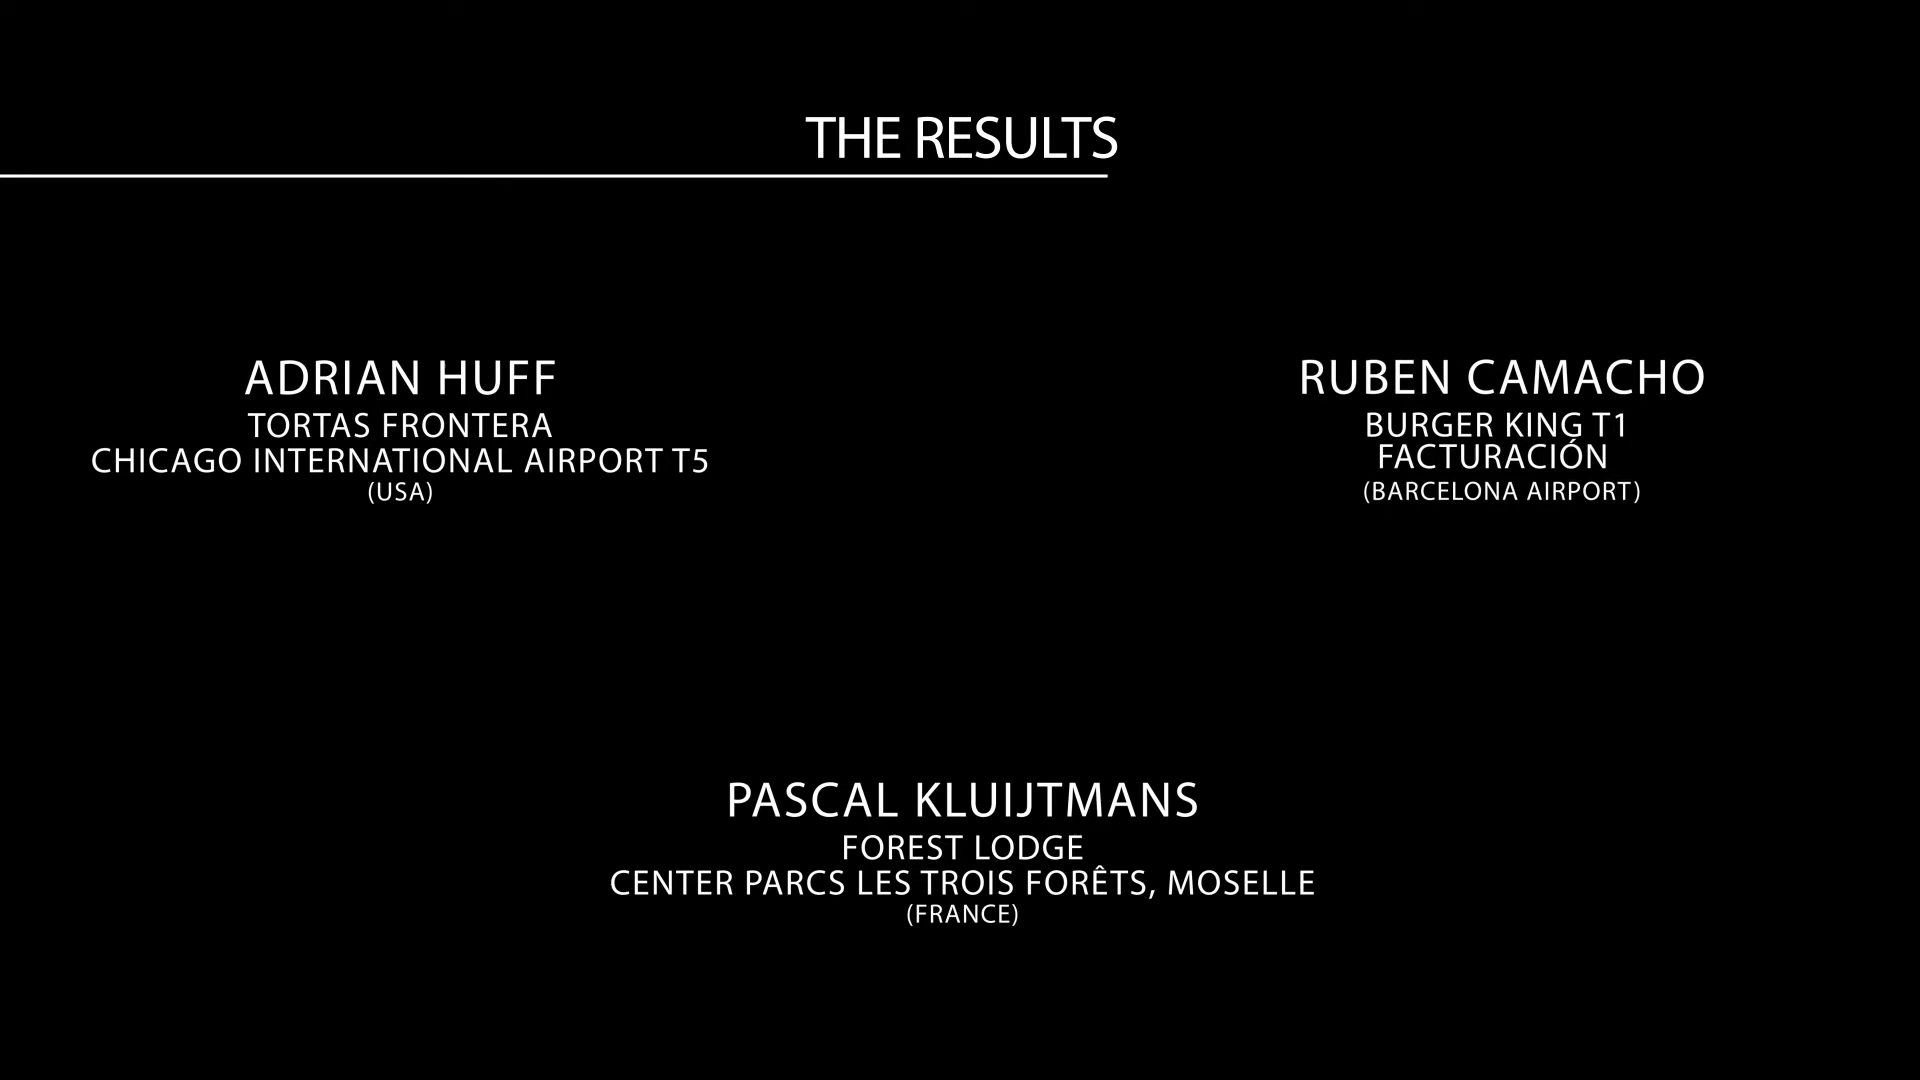 THE RESULTS
ADRIAN HUFF
TORTAS FRONTERA
CHICAGO INTERNATIONAL AIRPORT T5
(USA)
RUBEN CAMACHO
BURGER KING T1
FACTURACIÓN
(BARCELONA AIRPORT)
PASCAL KLUIJTMANS
FOREST LODGE
CENTER PARCS LES TROIS FORÊTS, MOSELLE
(FRANCE)